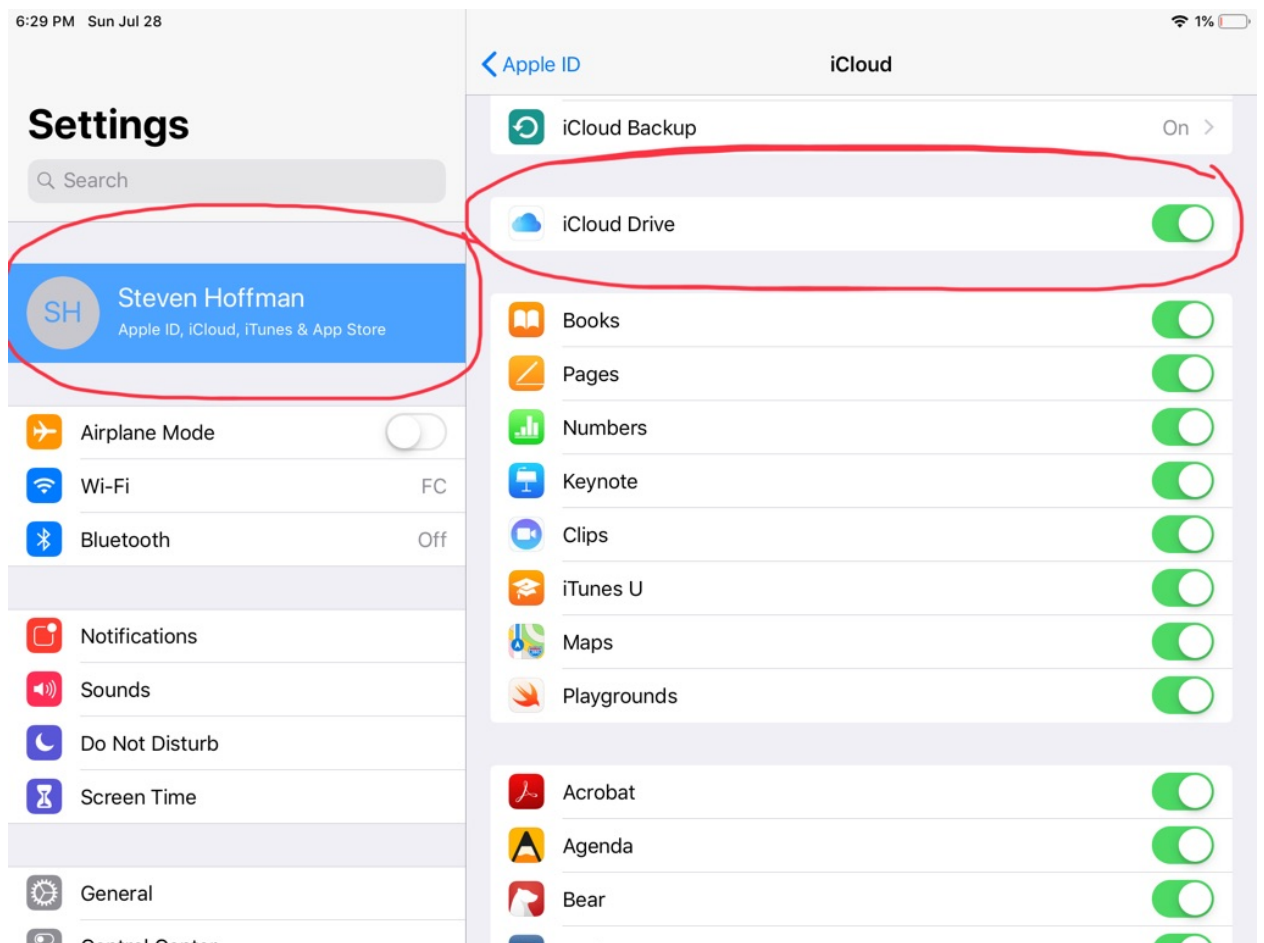 6:29 PM Sun Jul 28
1%
Settings
Search
SH
Steven Hoffman
Apple ID, iCloud, iTunes & App Store
Airplane Mode
Wi-Fi FC
Bluetooth Off
Notifications
Sounds
Do Not Disturb
Screen Time
General
Control Center
Apple ID
iCloud
iCloud Backup On
iCloud Drive
Books
Pages
Numbers
Keynote
Clips
iTunes U
Maps
Playgrounds
Acrobat
Agenda
Bear